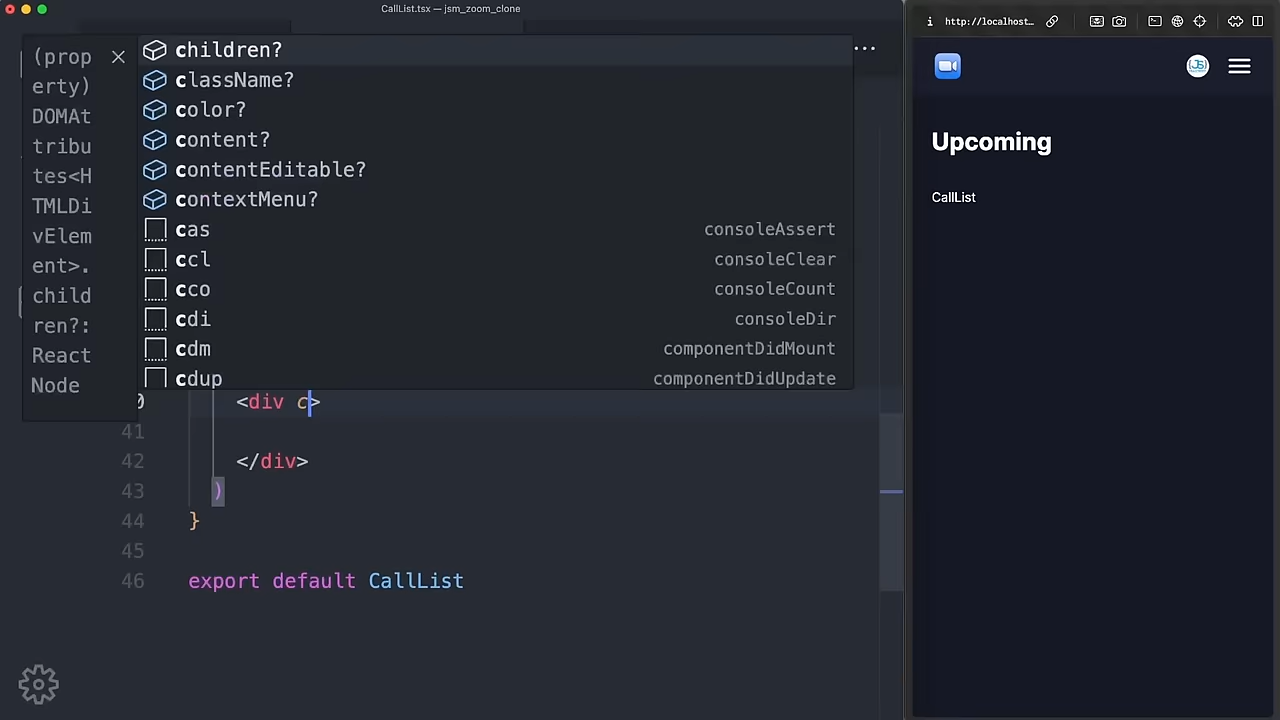 CallList.tsx — jsm_zoom_clone
(prop
erty)
DOMAt
tribu
tes<H
TMLDi
vElem
ent>.
child
ren?:
React
Node
children?
className?
color?
content?
contentEditable?
contextMenu?
cas consoleAssert
ccl consoleClear
cco consoleCount
cdi consoleDir
cdm componentDidMount
cdup componentDidUpdate
0 <div c>
41
42 </div>
43 )
44 }
45
46 export default CallList
http://localhost…
JS
Upcoming
CallList